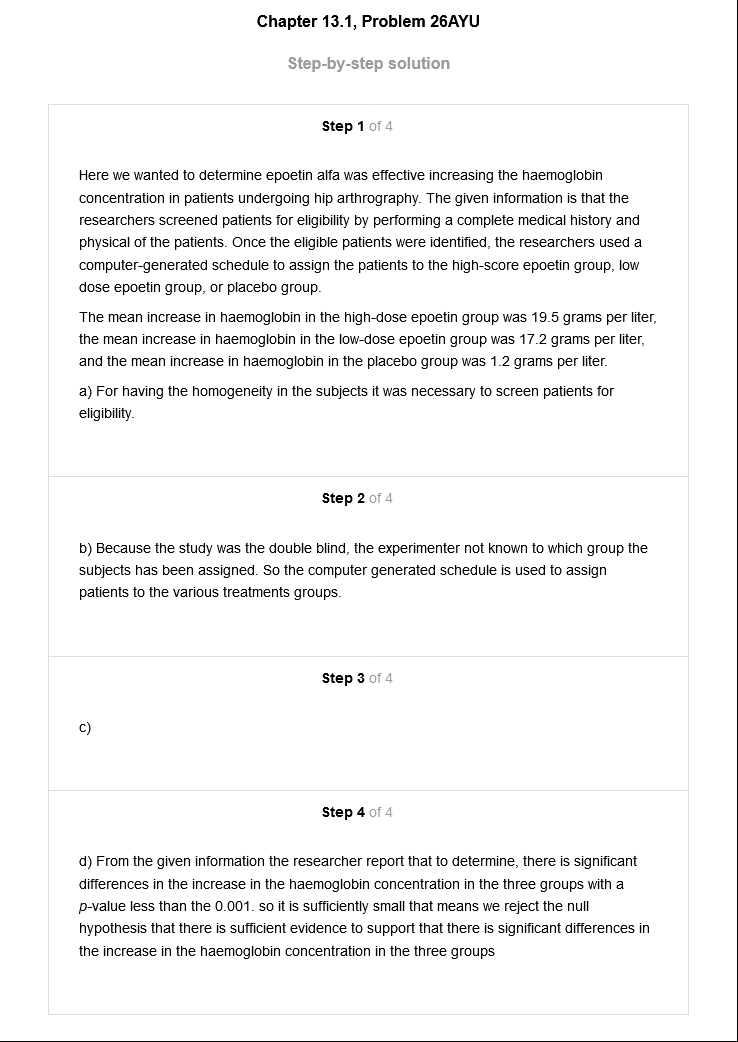 Chapter 13.1, Problem 26AYU
Step-by-step solution
Step 1 of 4
Here we wanted to determine epoetin alfa was effective increasing the haemoglobin
concentration in patients undergoing hip arthrography. The given information is that the
researchers screened patients for eligibility by performing a complete medical history and
physical of the patients. Once the eligible patients were identified, the researchers used a
computer-generated schedule to assign the patients to the high-score epoetin group, low
dose epoetin group, or placebo group.
The mean increase in haemoglobin in the high-dose epoetin group was 19.5 grams per liter,
the mean increase in haemoglobin in the low-dose epoetin group was 17.2 grams per liter,
and the mean increase in haemoglobin in the placebo group was 1.2 grams per liter.
a) For having the homogeneity in the subjects it was necessary to screen patients for
eligibility.
Step 2 of 4
b) Because the study was the double blind, the experimenter not known to which group the
subjects has been assigned. So the computer generated schedule is used to assign
patients to the various treatments groups.
Step 3 of 4
c)
Step 4 of 4
d) From the given information the researcher report that to determine, there is significant
differences in the increase in the haemoglobin concentration in the three groups with a
p-value less than the 0.001. so it is sufficiently small that means we reject the null
hypothesis that there is sufficient evidence to support that there is significant differences in
the increase in the haemoglobin concentration in the three groups